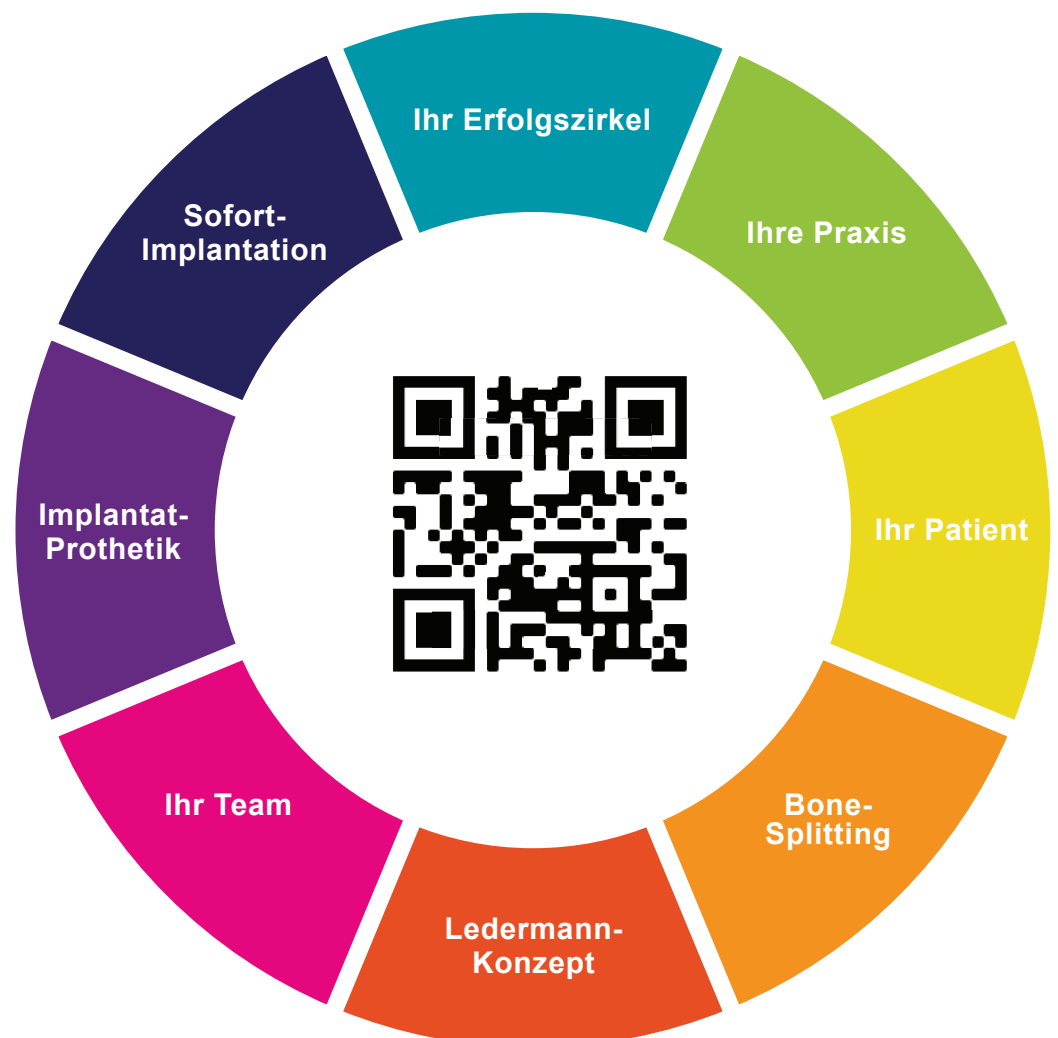 Ihr Erfolgszirkel
Ihre Praxis
Ihr Patient
Bone-
Splitting
Ledermann-
Konzept
Ihr Team
Implantat-
Prothetik
Sofort-
Implantation